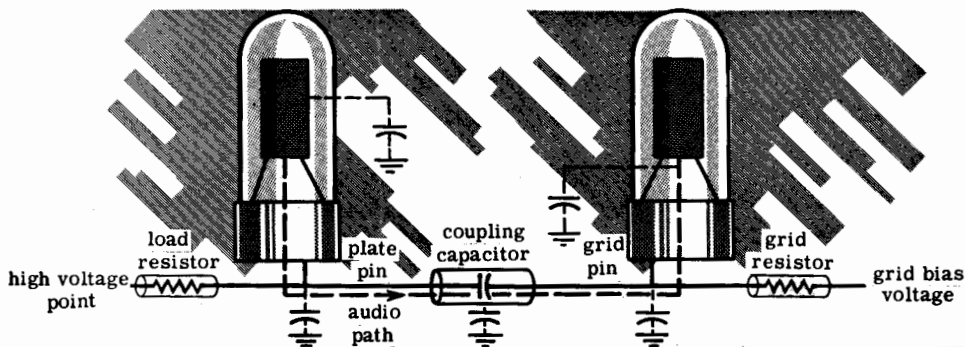 load
resistor
high voltage
point
plate
pin
audio
path
coupling
capacitor
grid
pin
grid
resistor
grid bias
voltage